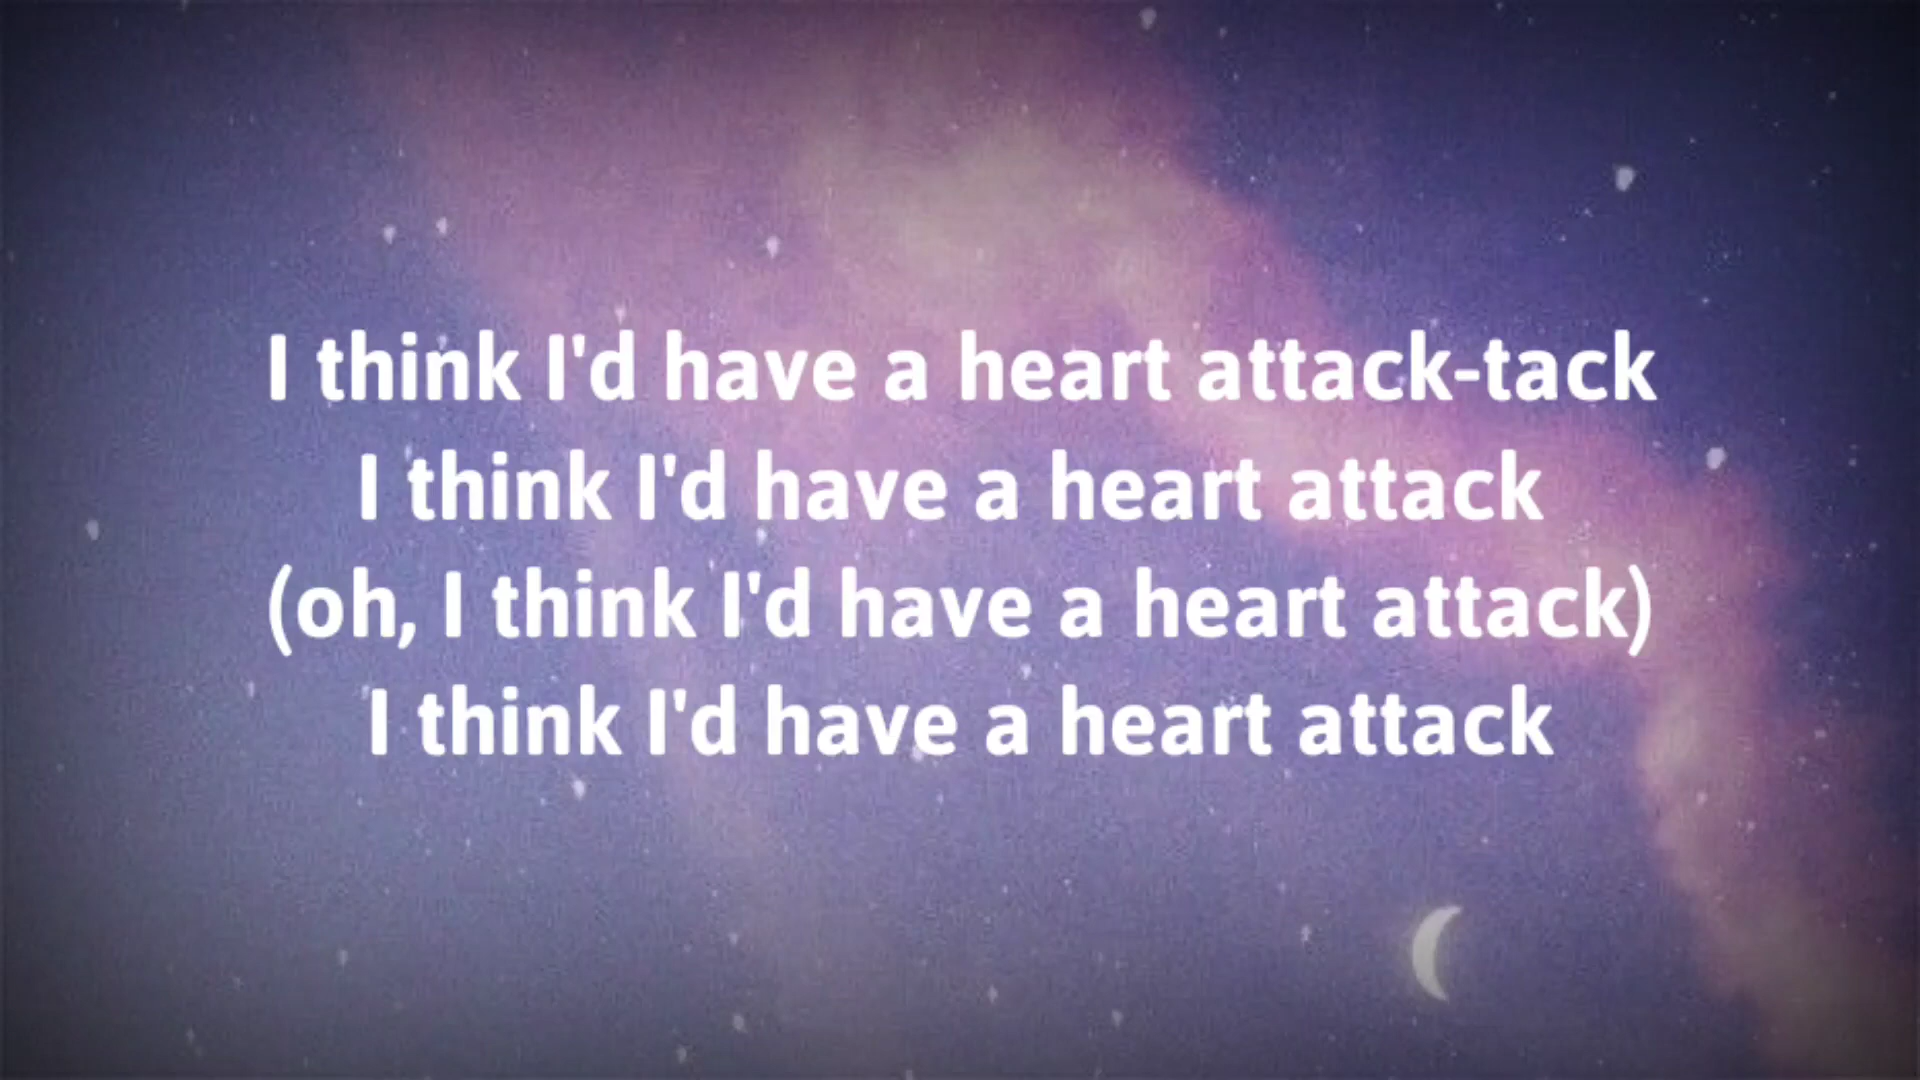 I think I'd have a heart attack-tack
I think I'd have a heart attack
(oh, I think I'd have a heart attack)
I think I'd have a heart attack